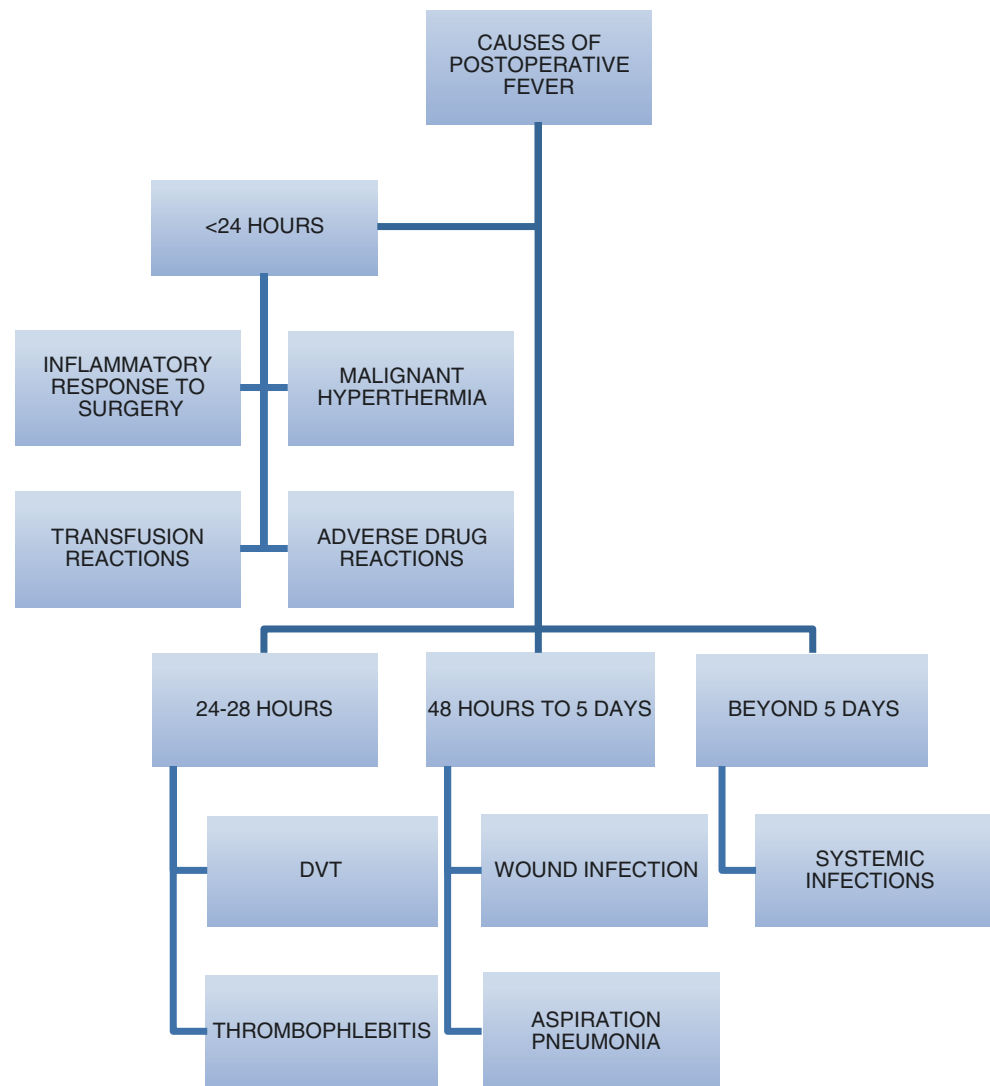 CAUSES OF
POSTOPERATIVE
FEVER
<24 HOURS
INFLAMMATORY
RESPONSE TO
SURGERY
MALIGNANT
HYPERTHERMIA
TRANSFUSION
REACTIONS
ADVERSE DRUG
REACTIONS
24-28 HOURS
48 HOURS TO 5 DAYS
BEYOND 5 DAYS
DVT
WOUND INFECTION
SYSTEMIC
INFECTIONS
THROMBOPHLEBITIS
ASPIRATION
PNEUMONIA